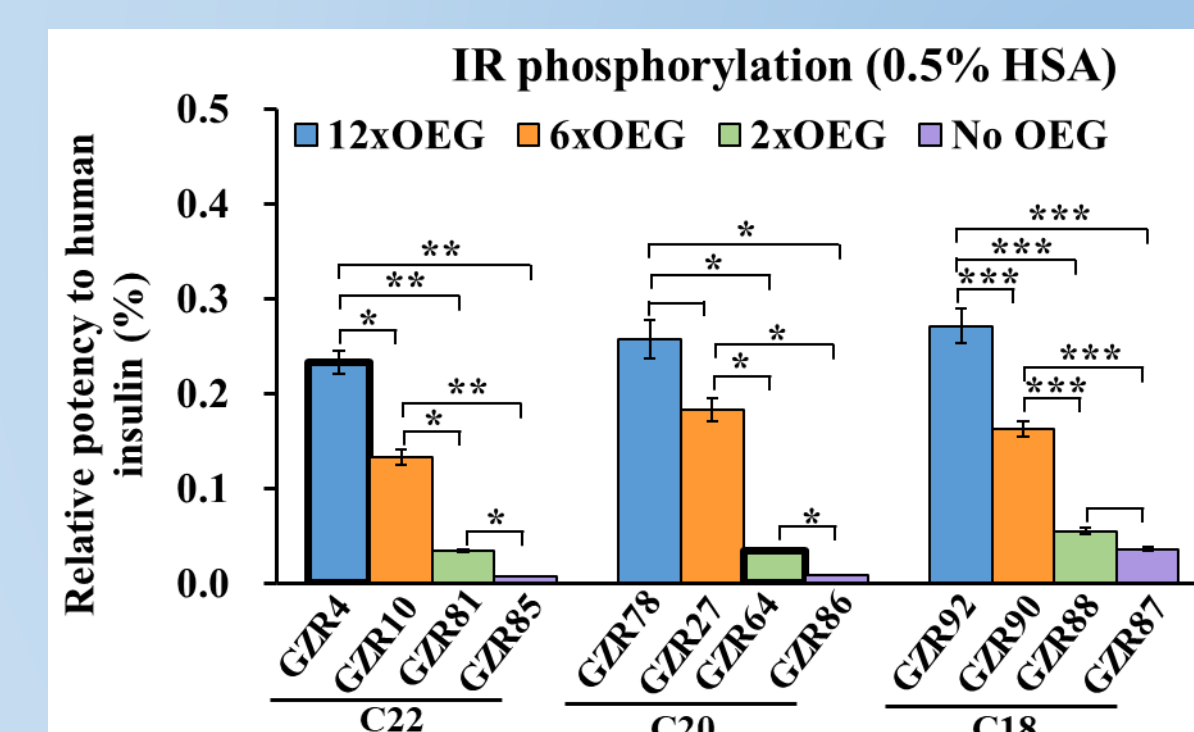 IR phosphorylation (0.5% HSA)
Relative potency to human
insulin (%)
0.5
0.4
0.3
0.2
0.1
0.0
12xOEG 6xOEG 2xOEG No OEG
** ** * ** * *
* * * * *
*** *** *** *** ***
GZR4 GZR10 GZR81 GZR85 GZR78 GZR27 GZR64 GZR86 GZR92 GZR90 GZR88 GZR87
C22 C20 C18